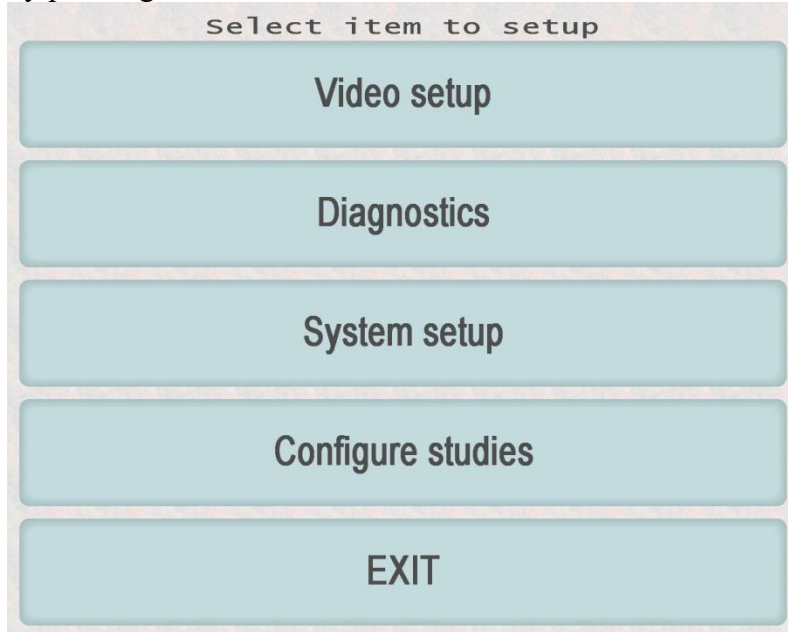 Select item to setup
Video setup
Diagnostics
System setup
Configure studies
EXIT